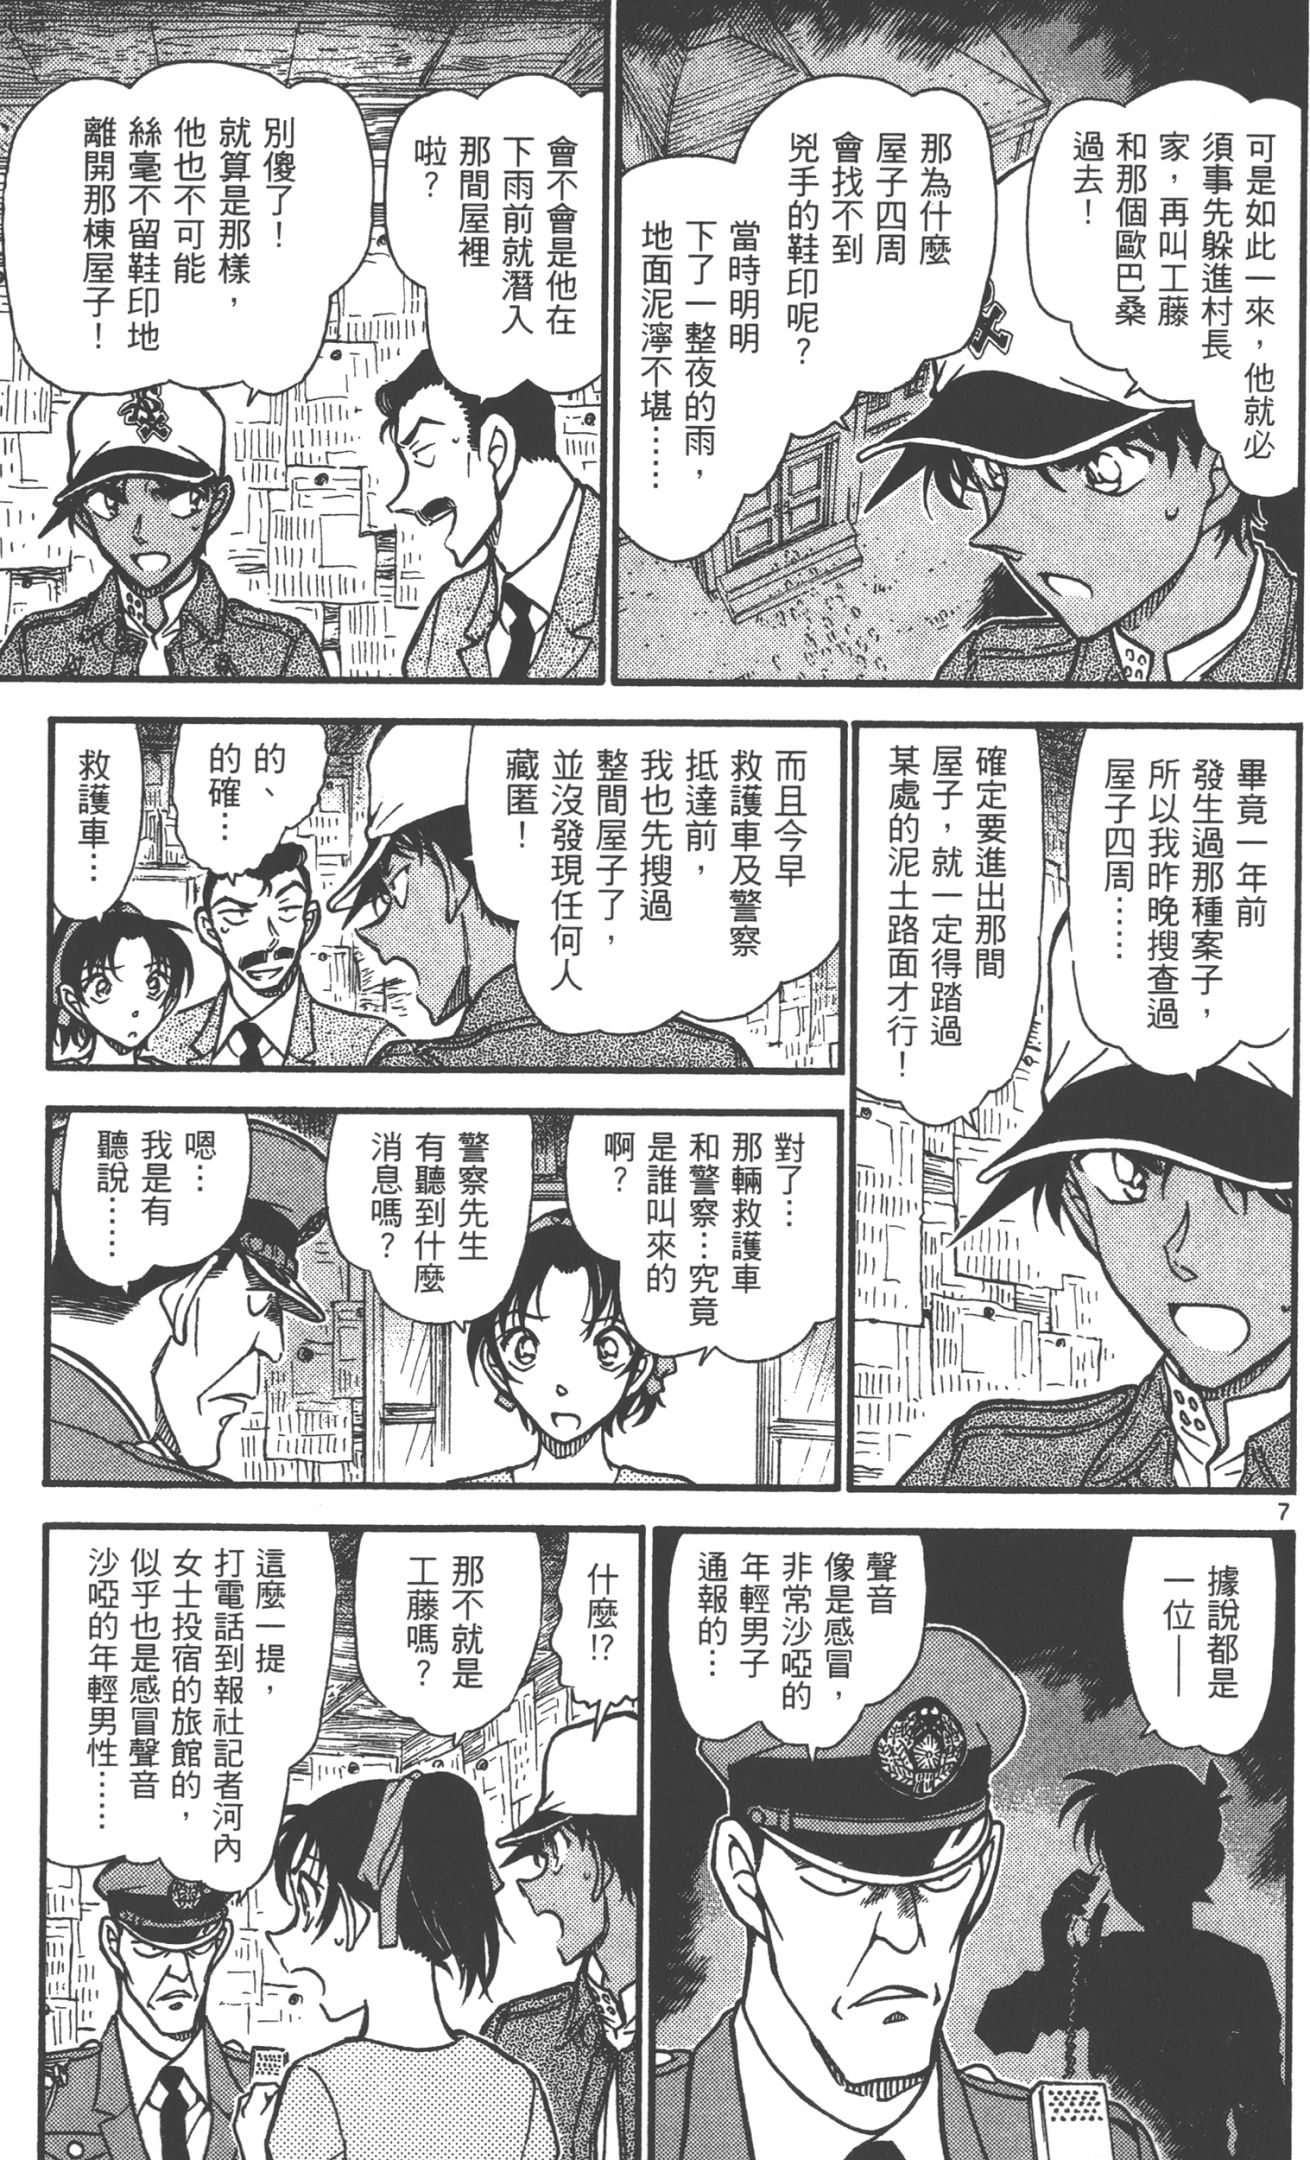 可是如此一來，他就必
須事先躲進村長
家，再叫工藤
和那個歐巴桑
過去！
那為什麼
屋子四周
會找不到
兇手的鞋印呢？
當時明明
下了一整夜的雨，
地面泥濘不堪……
會不會是他在
下雨前就潛入
那間屋裡
啦？
別傻了！
就算是那樣，
他也不可能
絲毫不留鞋印地
離開那棟屋子！
畢竟一年前
發生過那種案子，
所以我昨晚搜查過
屋子四周……
確定要進出那間
屋子，就一定得踏過
某處的泥土路面才行！
而且今早
救護車及警察
抵達前，
我也先搜過
整間屋子了，
並沒發現任何人
藏匿！
的、
的確…
救護車…
對了…
那輛救護車
和警察…究竟
是誰叫來的
啊？
警察先生
有聽到什麼
消息嗎？
嗯…
我是有
聽說……
7
據說都是
一位——
聲音
像是感冒，
非常沙啞的
年輕男子
通報的…
什麼!?
那不就是
工藤嗎？
這麼一提，
打電話到報社記者河內
女士投宿的旅館的，
似乎也是感冒聲音
沙啞的年輕男性……